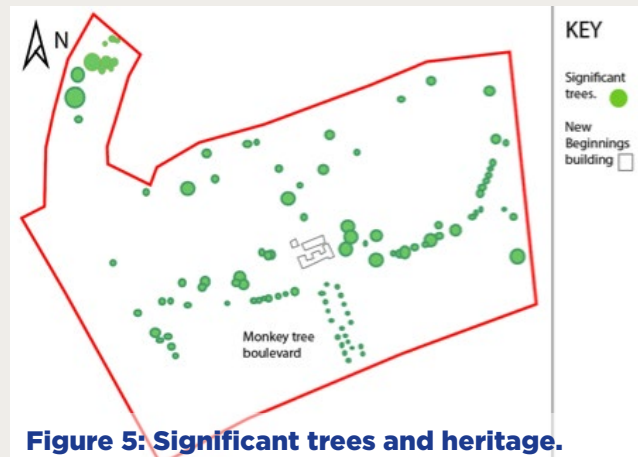 N
KEY
Significant
trees.
New
Beginnings
building
Monkey tree
boulevard
Figure 5: Significant trees and heritage.